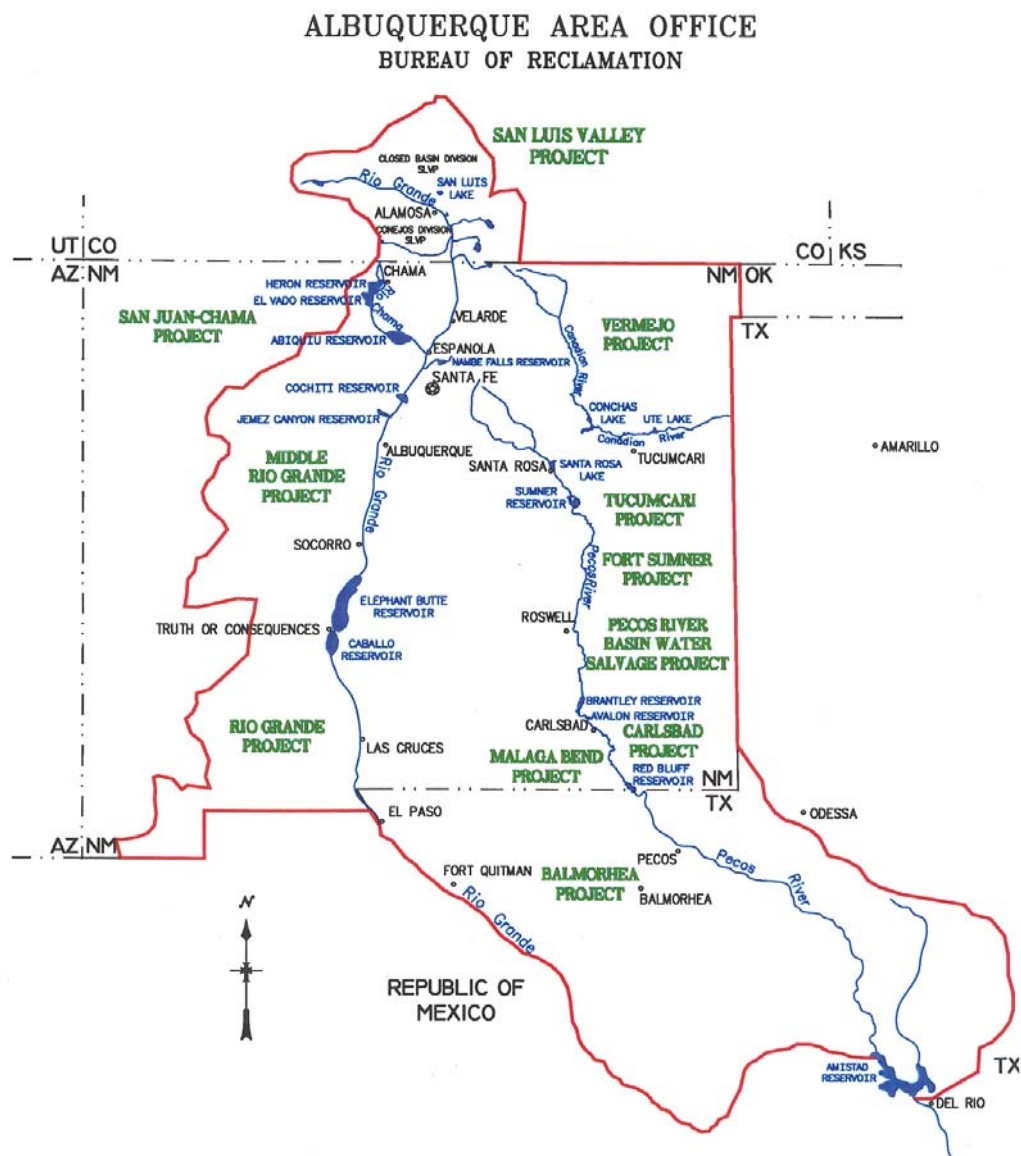 ALBUQUERQUE AREA OFFICE
BUREAU OF RECLAMATION
SAN LUIS VALLEY
PROJECT
CLOSED BASIN DIVISION
SLVP
Rio Grande
SAN LUIS
LAKE
ALAMOSA
CONEJOS DIVISION
SLVP
UT CO
CO KS
AZ NM
NM OK
CHAMA
HERON RESERVOIR
Rio Chama
EL VADO RESERVOIR
SAN JUAN-CHAMA
PROJECT
VELARDE
VERMEJO
PROJECT
TX
ABIQUIU RESERVOIR
ESPANOLA
NAMBE FALLS RESERVOIR
Canadian River
SANTA FE
COCHITI RESERVOIR
JEMEZ CANYON RESERVOIR
CONCHAS
LAKE
UTE LAKE
Canadian River
ALBUQUERQUE
TUCUMCARI
AMARILLO
MIDDLE
RIO GRANDE
PROJECT
Rio Grande
SANTA ROSA
SANTA ROSA
LAKE
SUMNER
RESERVOIR
TUCUMCARI
PROJECT
SOCORRO
Pecos River
FORT SUMNER
PROJECT
ELEPHANT BUTTE
RESERVOIR
TRUTH OR CONSEQUENCES
CABALLO
RESERVOIR
ROSWELL
PECOS RIVER
BASIN WATER
SALVAGE PROJECT
BRANTLEY RESERVOIR
AVALON RESERVOIR
RIO GRANDE
PROJECT
LAS CRUCES
CARLSBAD
CARLSBAD
PROJECT
MALAGA BEND
PROJECT
RED BLUFF
RESERVOIR
NM
TX
EL PASO
ODESSA
AZ NM
PECOS
Pecos River
FORT QUITMAN
BALMORHEA
PROJECT
BALMORHEA
Rio Grande
N
REPUBLIC OF
MEXICO
AMISTAD
RESERVOIR
TX
DEL RIO